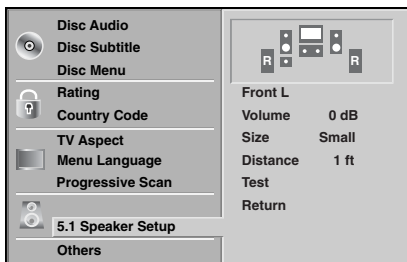 Disc Audio
Disc Subtitle
Disc Menu
Rating
Country Code
TV Aspect
Menu Language
Progressive Scan
5.1 Speaker Setup
Others
R R
Front L
Volume 0 dB
Size Small
Distance 1 ft
Test
Return